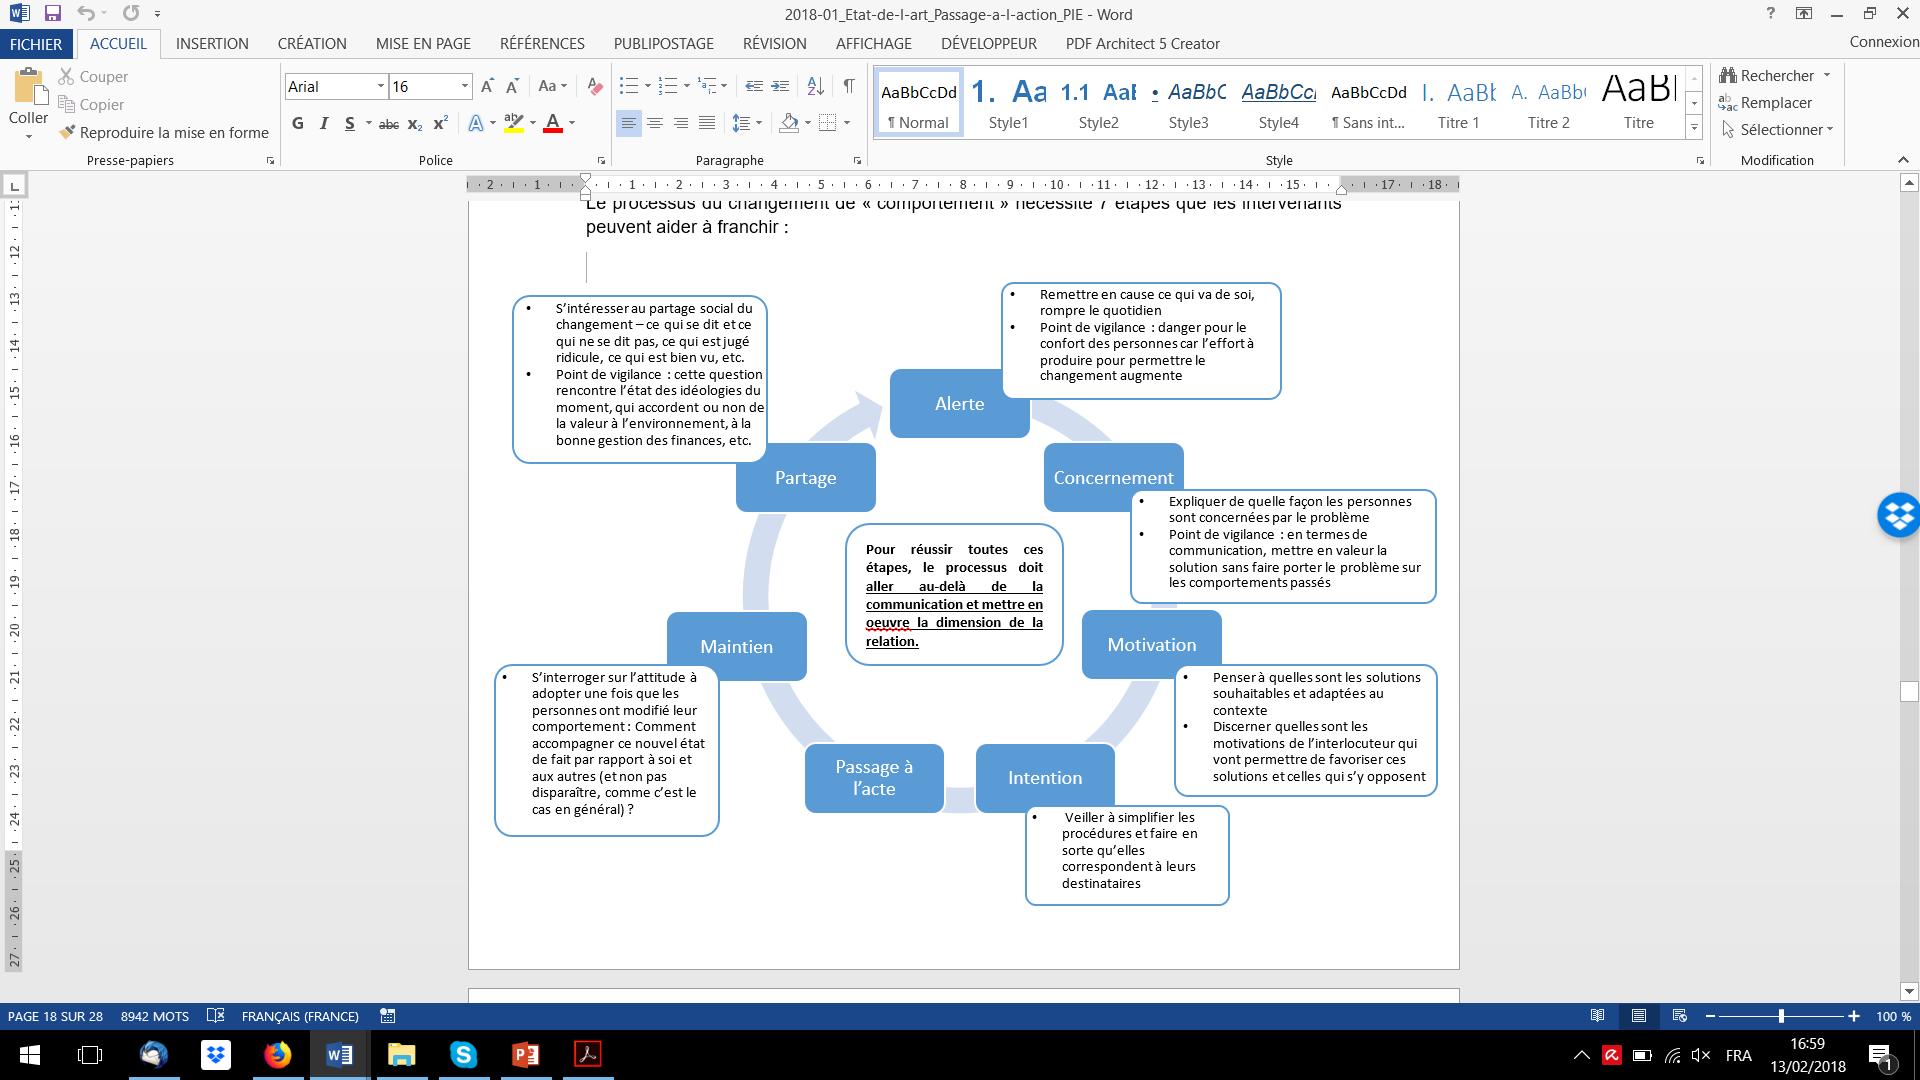 2018-01_Etat-de-l-art_Passage-a-l-action_PIE - Word
FICHIER
ACCUEIL
INSERTION
CRÉATION
MISE EN PAGE
RÉFÉRENCES
PUBLIPOSTAGE
RÉVISION
AFFICHAGE
DÉVELOPPEUR
PDF Architect 5 Creator
Connexion
Coller
Couper
Copier
Reproduire la mise en forme
Presse-papiers
Arial
16
Police
Paragraphe
AaBbCcDd
¶ Normal
Style1
Style2
Style3
Style4
AaBbCcDd
¶ Sans int...
Titre 1
Titre 2
Titre
Style
Rechercher
Remplacer
Sélectionner
Modification
Le processus du changement de « comportement » nécessite 7 étapes que les intervenants
peuvent aider à franchir :
• S’intéresser au partage social du
changement – ce qui se dit et ce
qui ne se dit pas, ce qui est jugé
ridicule, ce qui est bien vu, etc.
• Point de vigilance : cette question
rencontre l’état des idéologies du
moment, qui accordent ou non de
la valeur à l’environnement, à la
bonne gestion des finances, etc.
• Remettre en cause ce qui va de soi,
rompre le quotidien
• Point de vigilance : danger pour le
confort des personnes car l’effort à
produire pour permettre le
changement augmente
Alerte
Partage
Concernement
• Expliquer de quelle façon les personnes
sont concernées par le problème
• Point de vigilance : en termes de
communication, mettre en valeur la
solution sans faire porter le problème sur
les comportements passés
Pour réussir toutes ces
étapes, le processus doit
aller au-delà de la
communication et mettre en
oeuvre la dimension de la
relation.
Maintien
Motivation
• S’interroger sur l’attitude à
adopter une fois que les
personnes ont modifié leur
comportement : Comment
accompagner ce nouvel état
de fait par rapport à soi et
aux autres (et non pas
disparaître, comme c’est le
cas en général) ?
• Penser à quelles sont les solutions
souhaitables et adaptées au
contexte
• Discerner quelles sont les
motivations de l’interlocuteur qui
vont permettre de favoriser ces
solutions et celles qui s’y opposent
Passage à
l’acte
Intention
• Veiller à simplifier les
procédures et faire en
sorte qu’elles
correspondent à leurs
destinataires
PAGE 18 SUR 28
8942 MOTS
FRANÇAIS (FRANCE)
100 %
FRA
16:59
13/02/2018
1